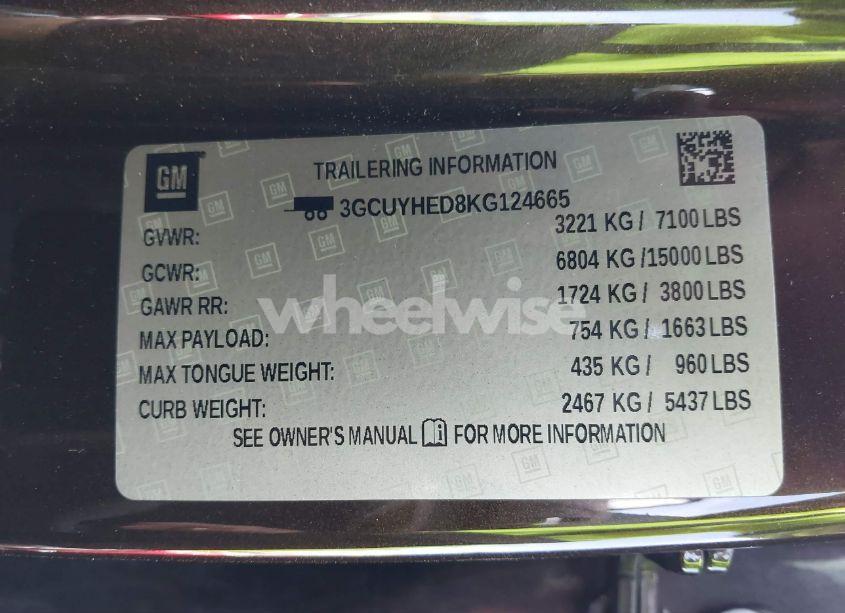 GM
TRAILERING INFORMATION
3GCUYHED8KG124665
GVWR: 3221 KG / 7100 LBS
GCWR: 6804 KG / 15000 LBS
GAWR RR: 1724 KG / 3800 LBS
wheelwise
MAX PAYLOAD: 754 KG / 1663 LBS
MAX TONGUE WEIGHT: 435 KG / 960 LBS
CURB WEIGHT: 2467 KG / 5437 LBS
SEE OWNER'S MANUAL FOR MORE INFORMATION